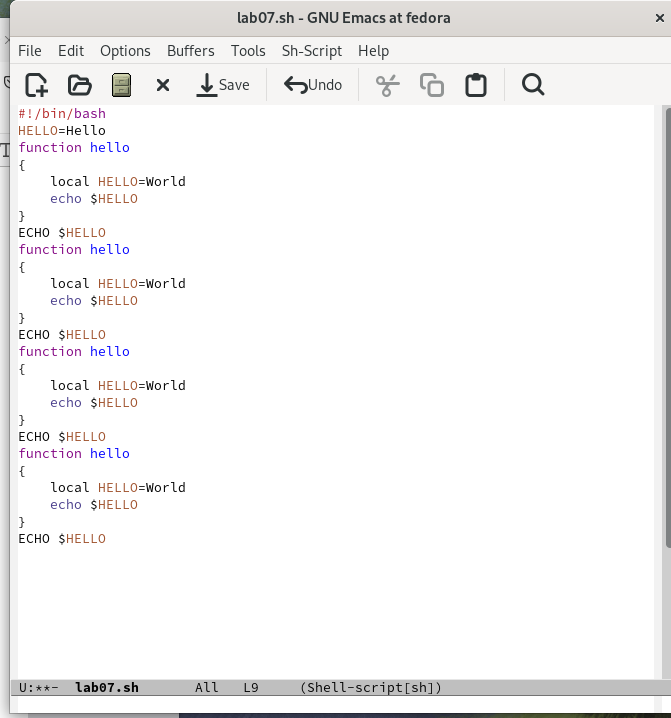 lab07.sh - GNU Emacs at fedora
File Edit Options Buffers Tools Sh-Script Help
Save Undo
#!/bin/bash
HELLO=Hello
function hello
{
    local HELLO=World
    echo $HELLO
}
ECHO $HELLO
function hello
{
    local HELLO=World
    echo $HELLO
}
ECHO $HELLO
function hello
{
    local HELLO=World
    echo $HELLO
}
ECHO $HELLO
function hello
{
    local HELLO=World
    echo $HELLO
}
ECHO $HELLO
U:**- lab07.sh All L9 (Shell-script[sh])